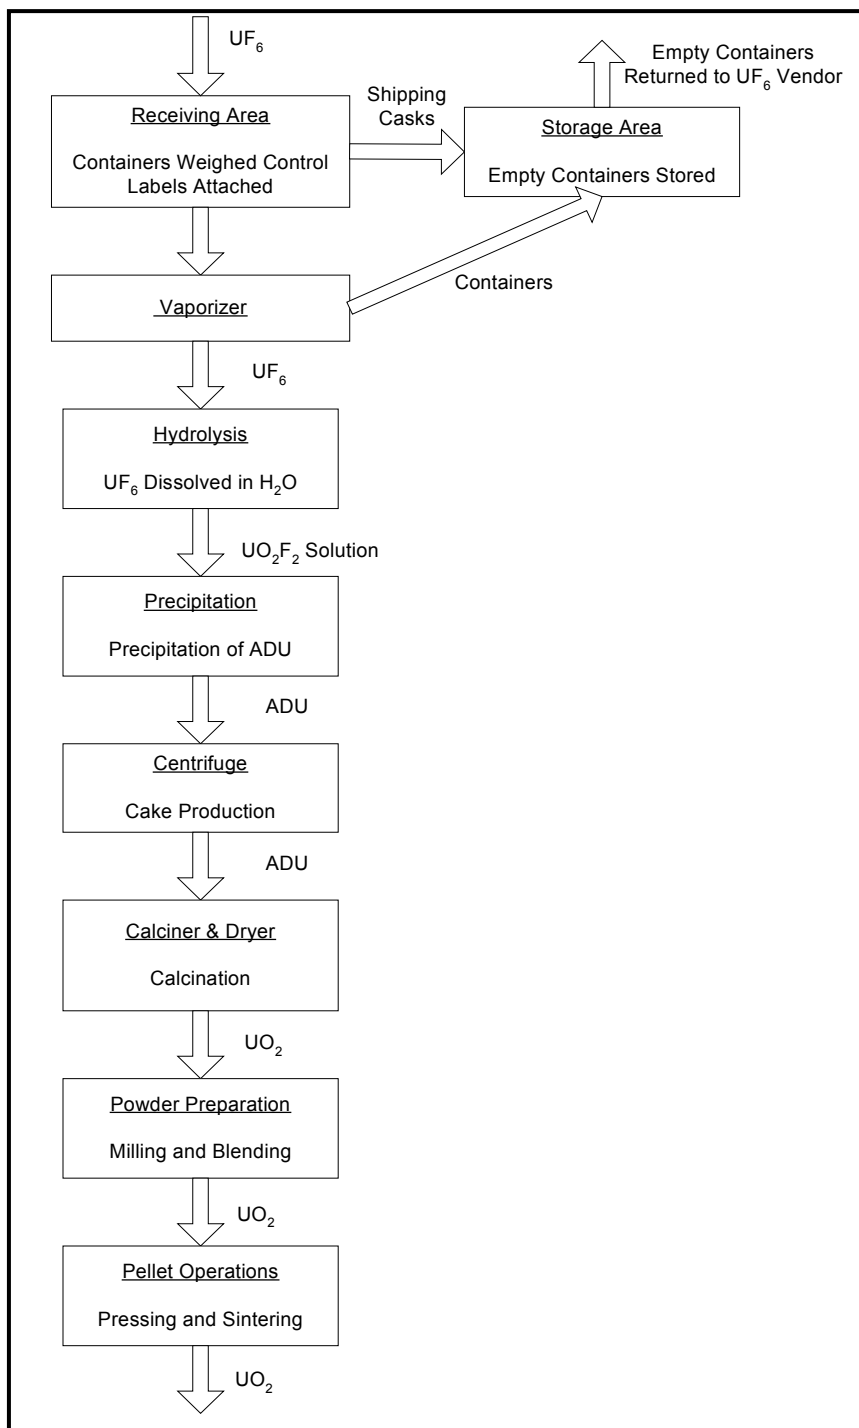 UF₆
Empty Containers
Returned to UF₆ Vendor
Shipping
Casks
Receiving Area
Containers Weighed Control
Labels Attached
Storage Area
Empty Containers Stored
Containers
Vaporizer
UF₆
Hydrolysis
UF₆ Dissolved in H₂O
UO₂F₂ Solution
Precipitation
Precipitation of ADU
ADU
Centrifuge
Cake Production
ADU
Calciner & Dryer
Calcination
UO₂
Powder Preparation
Milling and Blending
UO₂
Pellet Operations
Pressing and Sintering
UO₂